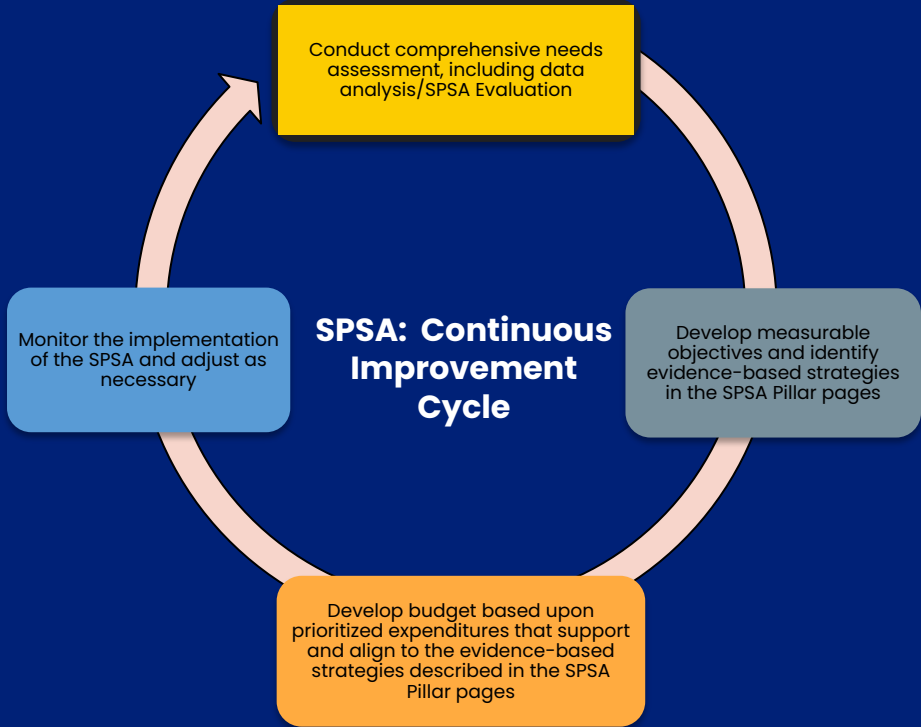 Conduct comprehensive needs
assessment, including data
analysis/SPSA Evaluation
Monitor the implementation
of the SPSA and adjust as
necessary
SPSA:  Continuous
Improvement
Cycle
Develop measurable
objectives and identify
evidence-based strategies
in the SPSA Pillar pages
Develop budget based upon
prioritized expenditures that support
and align to the evidence-based
strategies described in the SPSA
Pillar pages